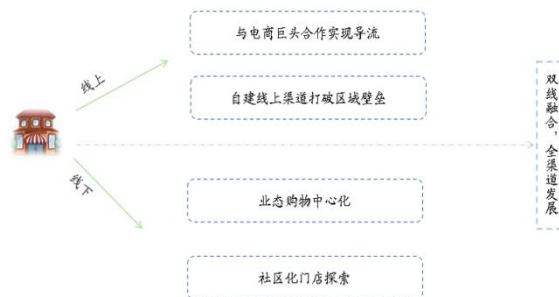 与电商巨头合作实现导流
线上
自建线上渠道打破区域壁垒
双线融合，全渠道发展
线下
业态购物中心化
社区化门店探索